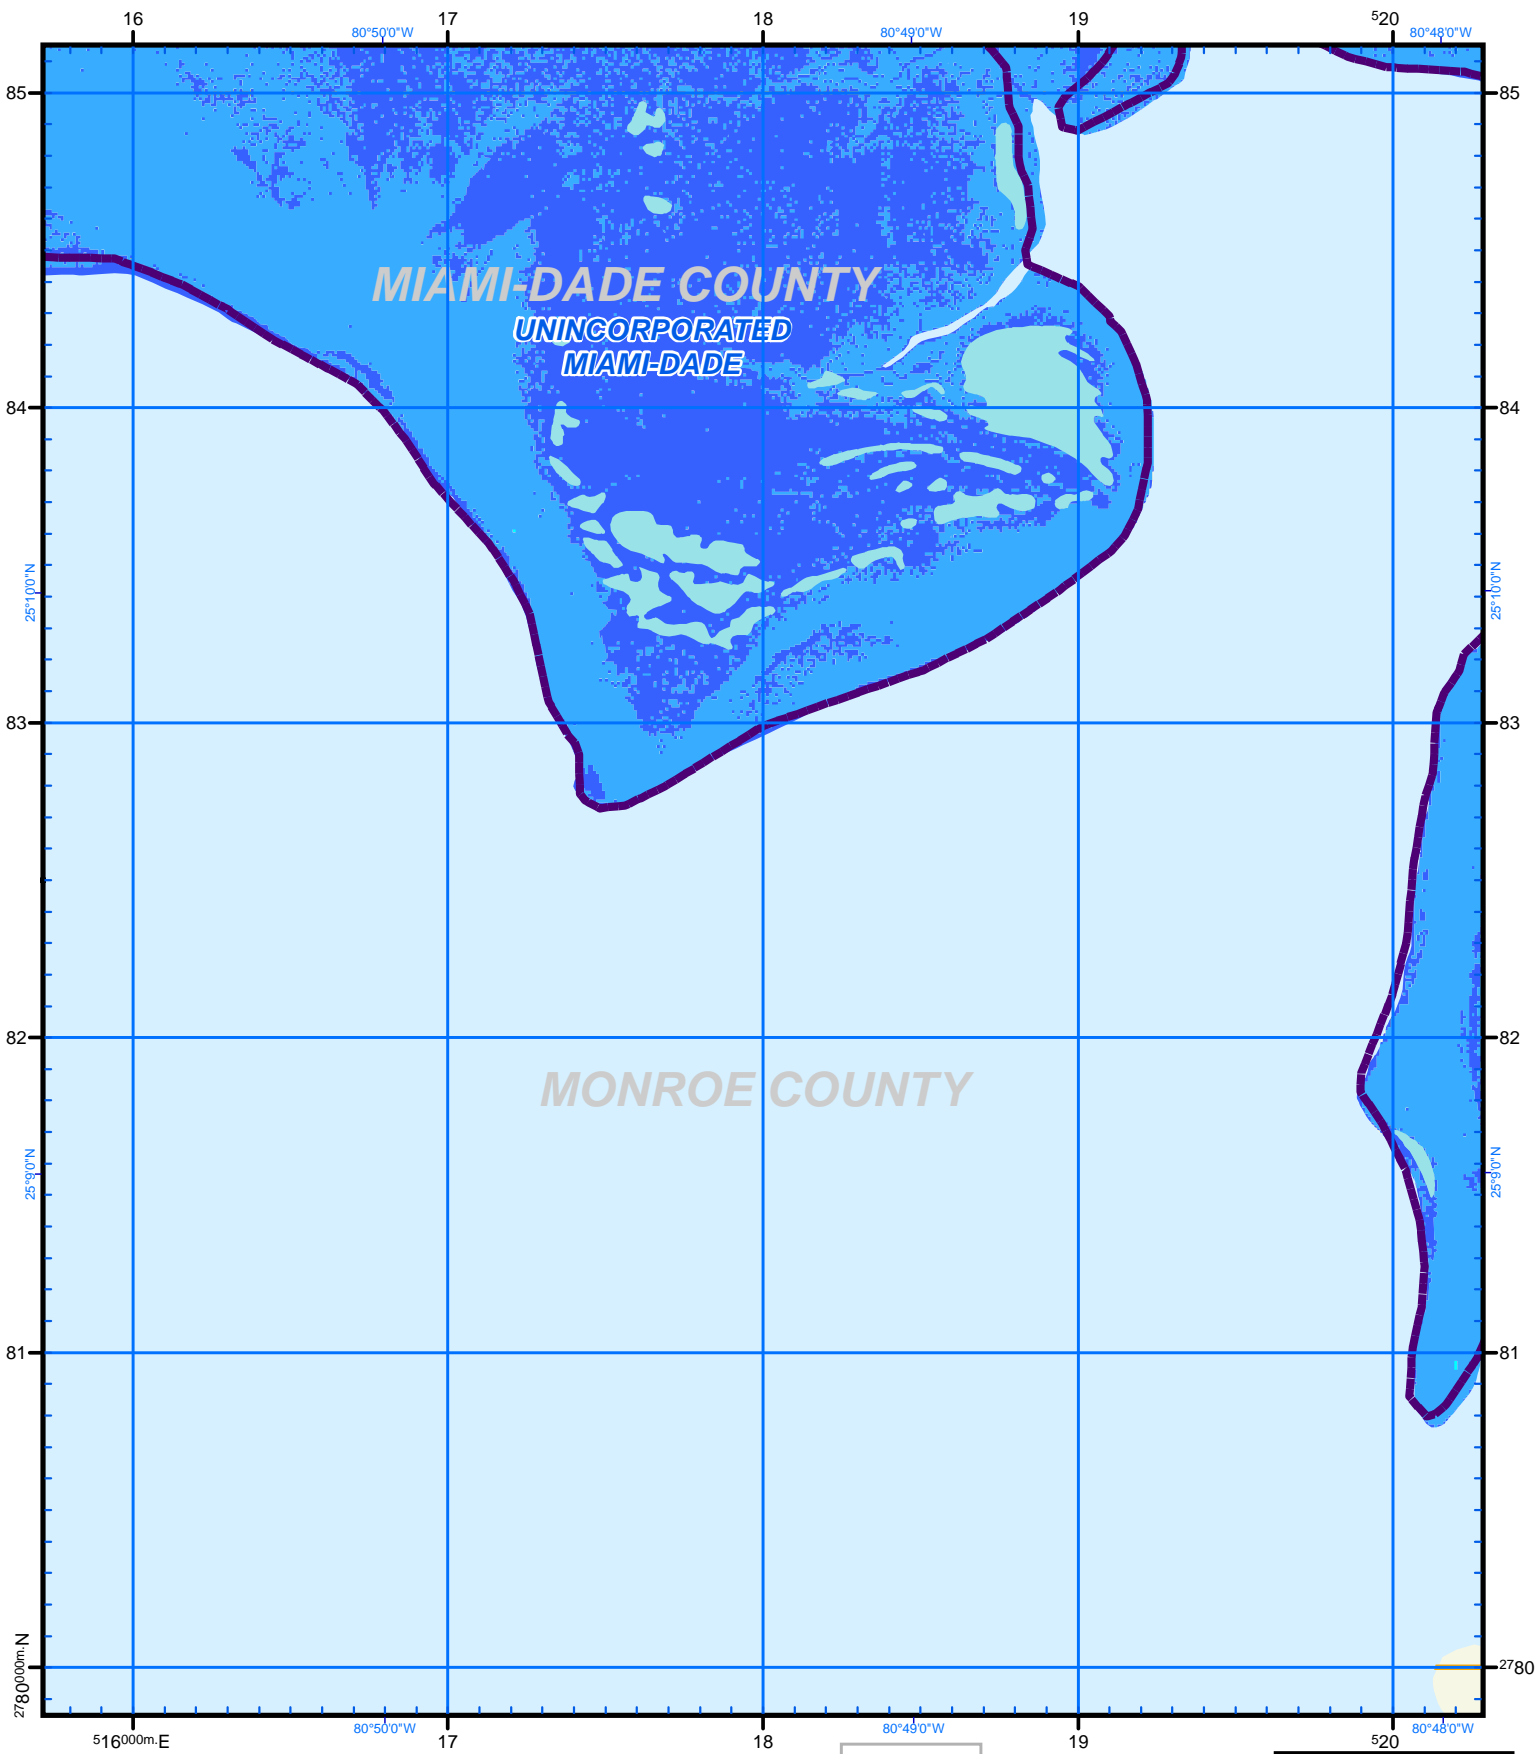 16 17 18 19 520
80°50'0"W 80°49'0"W 80°48'0"W
85 85
MIAMI-DADE COUNTY
UNINCORPORATED
MIAMI-DADE
84 84
25°10'0"N 25°10'0"N
83 83
82 82
MONROE COUNTY
25°9'0"N 25°9'0"N
81 81
2780000m.N 2780
80°50'0"W 80°49'0"W 80°48'0"W
516000m.E 17 18 19 520